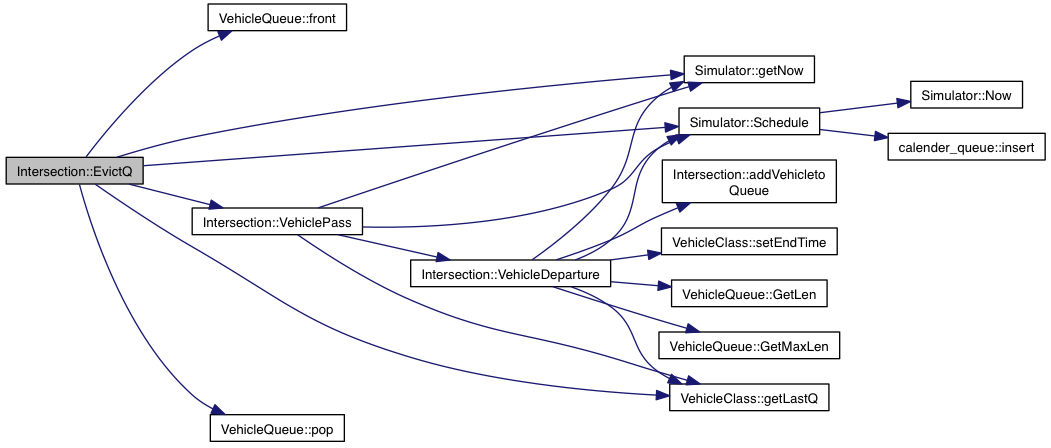 VehicleQueue::front
Simulator::getNow
Simulator::Now
Simulator::Schedule
calender_queue::insert
Intersection::EvictQ
Intersection::addVehicleto
Queue
Intersection::VehiclePass
VehicleClass::setEndTime
Intersection::VehicleDeparture
VehicleQueue::GetLen
VehicleQueue::GetMaxLen
VehicleClass::getLastQ
VehicleQueue::pop